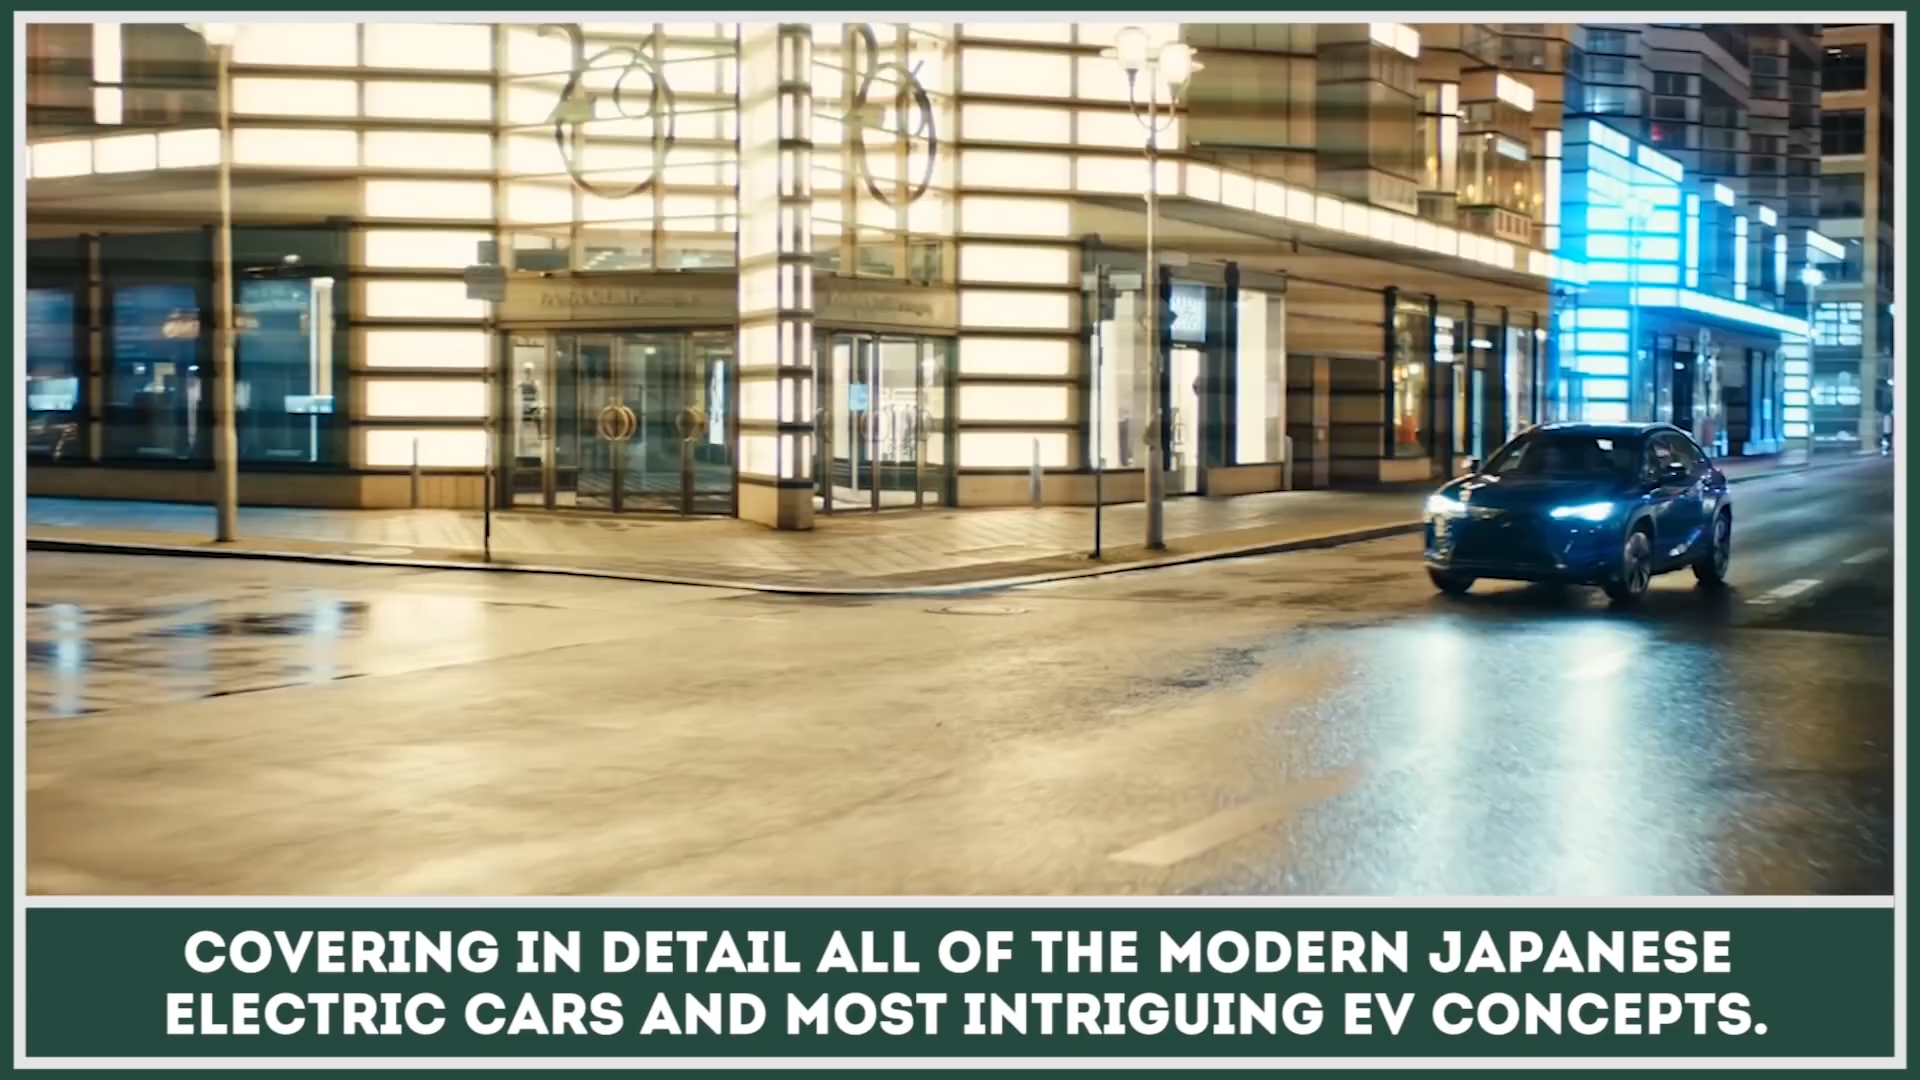 COVERING IN DETAIL ALL OF THE MODERN JAPANESE
ELECTRIC CARS AND MOST INTRIGUING EV CONCEPTS.